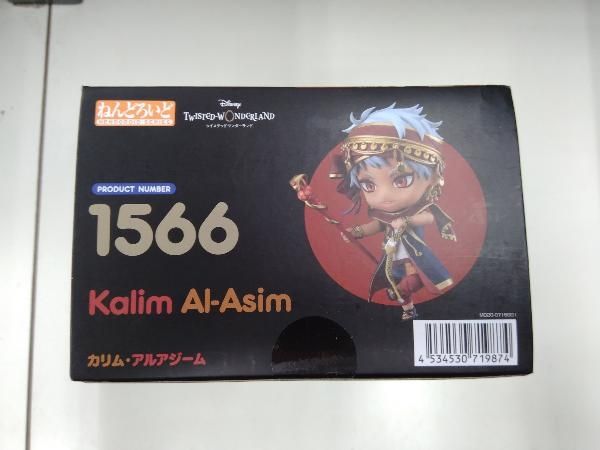 ねんどろいど
NENDOROID SERIES
Disney
TWISTED-WONDERLAND
ツイステッドワンダーランド
PRODUCT NUMBER
1566
Kalim Al-Asim
カリム・アルアジーム
MD20-0719001
4 534530 719874